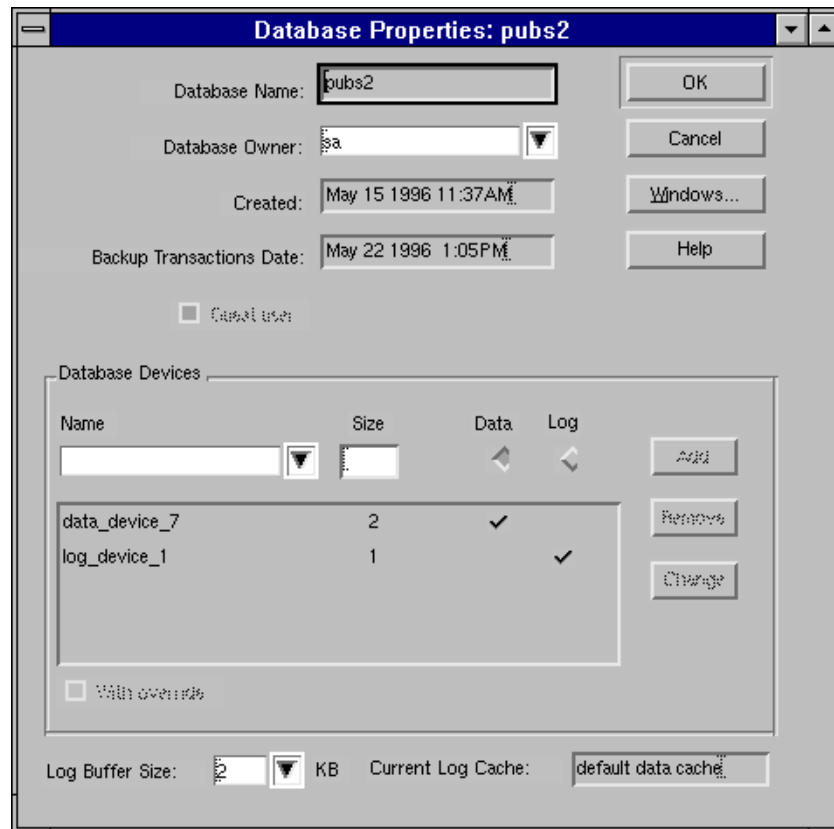 Database Properties: pubs2
Database Name: pubs2 OK
Database Owner: sa Cancel
Created: May 15 1996 11:37AM Windows...
Backup Transactions Date: May 22 1996 1:05PM Help
Guest user
Database Devices
Name Size Data Log
Add
data_device_7 2 Remove
log_device_1 1
Change
With override
Log Buffer Size: 2 KB Current Log Cache: default data cache